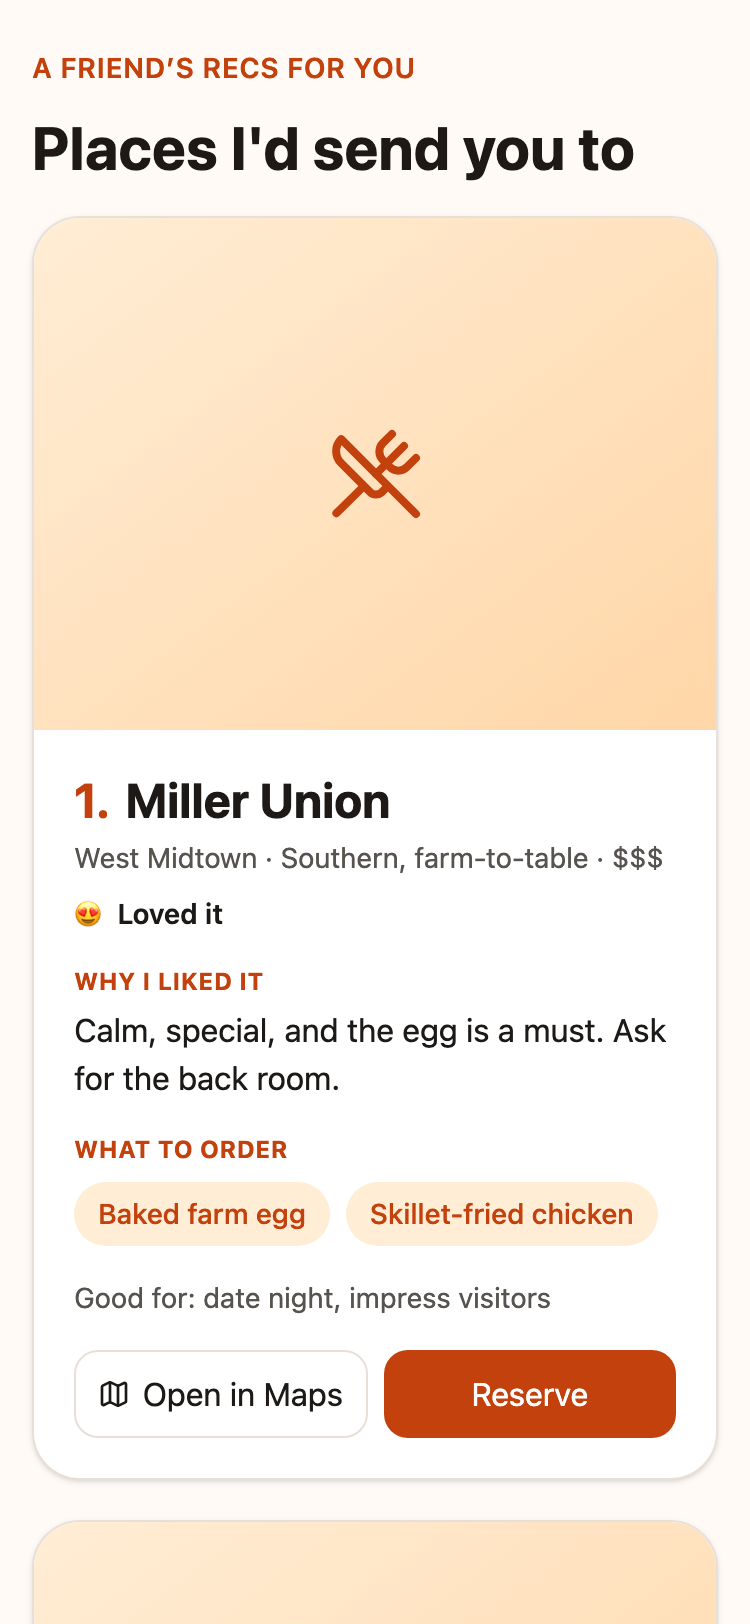 A FRIEND’S RECS FOR YOU
Places I'd send you to
1. Miller Union
West Midtown · Southern, farm-to-table · $$$
😍 Loved it
WHY I LIKED IT
Calm, special, and the egg is a must. Ask
for the back room.
WHAT TO ORDER
Baked farm egg
Skillet-fried chicken
Good for: date night, impress visitors
Open in Maps
Reserve